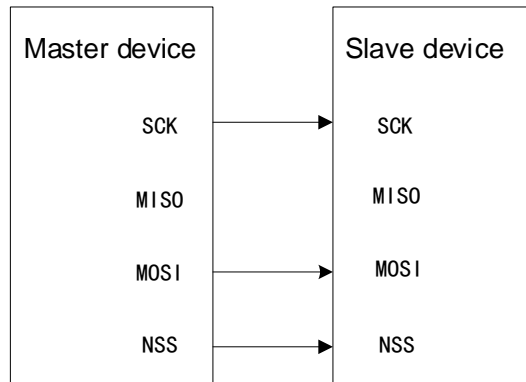 Master device
Slave device
SCK
SCK
MISO
MISO
MOSI
MOSI
NSS
NSS